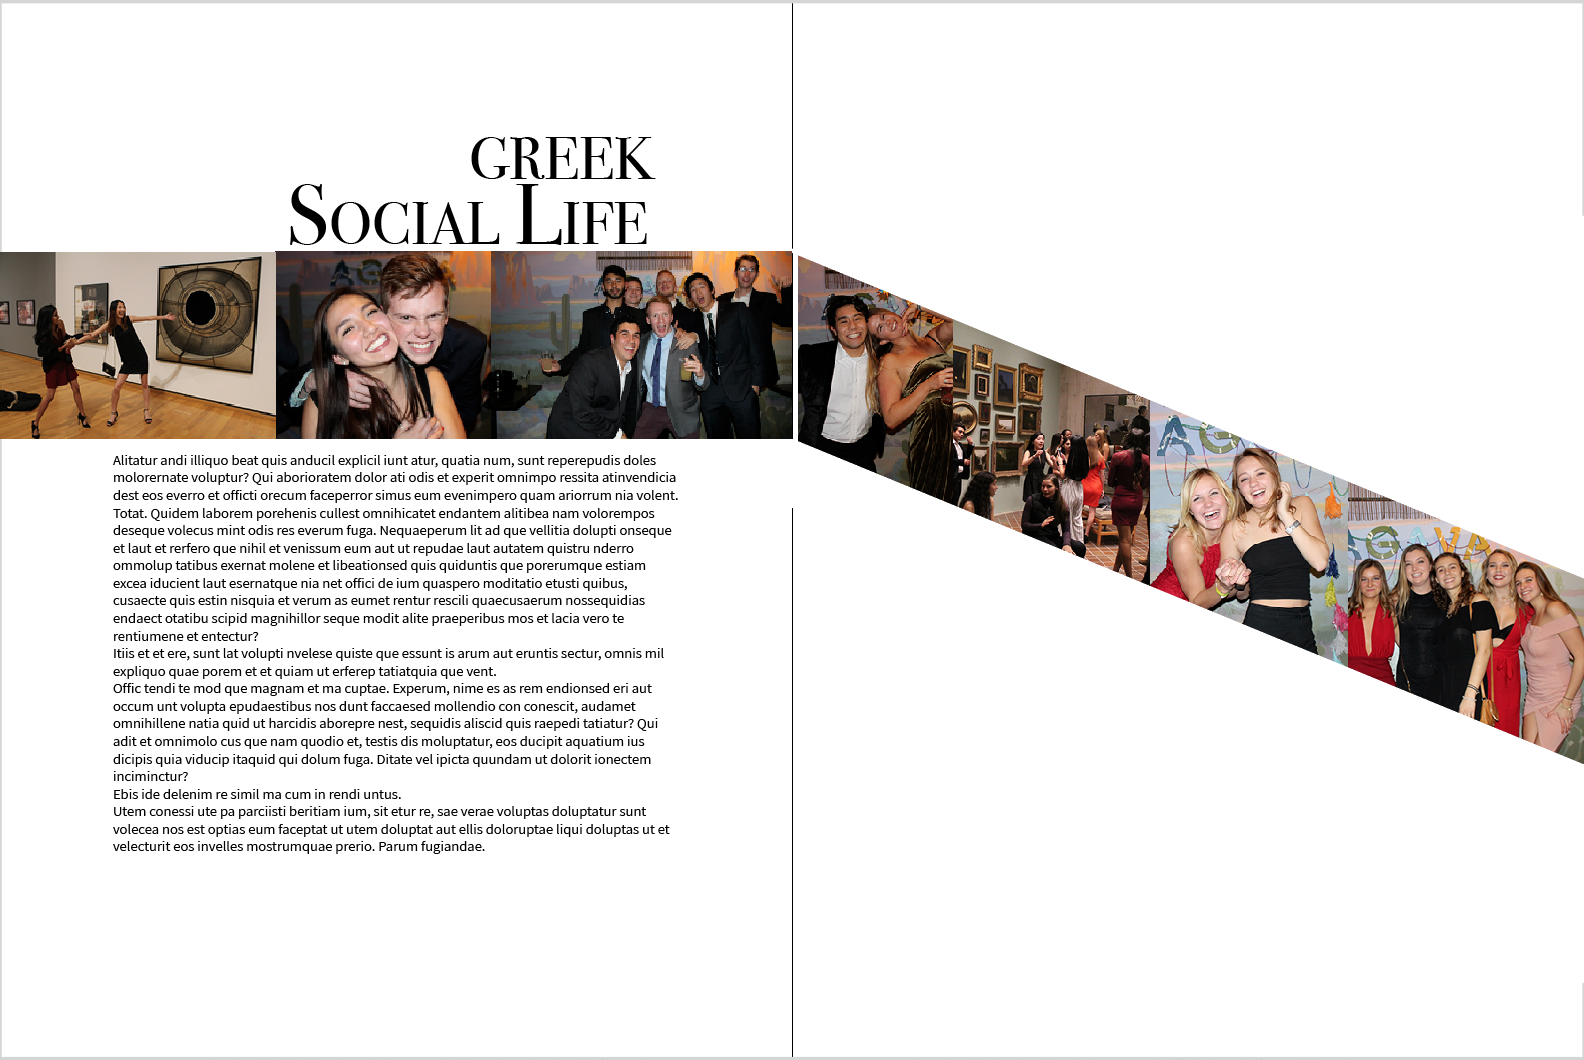 GREEK
SOCIAL LIFE
Alitatur andi illiquo beat quis anducil explicil iunt atur, quatia num, sunt reperepudis doles
molorernate voluptur? Qui aborioratem dolor ati odis et experit omnimpo ressita atinvendicia
dest eos everro et officti orecum faceperror simus eum evenimpero quam ariorrum nia volent.
Totat. Quidem laborem porehenis cullest omnihicatet endantem alitibea nam volorempos
deseque volecus mint odis res everum fuga. Nequaeperum lit ad que vellitia dolupti onseque
et laut et rerfero que nihil et venissum eum aut ut repudae laut autatem quistru nderro
ommolup tatibus exernat molene et libeationsed quis quiduntis que porerumque estiam
excea iducient laut esernatque nia net offici de ium quaspero moditatio etusti quibus,
cusaecte quis estin nisquia et verum as eumet rentur rescili quaecusaerum nossequidias
endaect otatibu scipid magnihillor seque modit alite praeperibus mos et lacia vero te
rentiumene et entectur?
Itiis et et ere, sunt lat volupti nvelese quiste que essunt is arum aut eruntis sectur, omnis mil
expliquo quae porem et et quiam ut erferep tatiatquia que vent.
Offic tendi te mod que magnam et ma cuptae. Experum, nime es as rem endionsed eri aut
occum unt volupta epudaestibus nos dunt faccaesed mollendio con conescit, audamet
omnihillene natia quid ut harcidis aborepre nest, sequidis aliscid quis raepedi tatiatur? Qui
adit et omnimolo cus que nam quodio et, testis dis moluptatur, eos ducipit aquatium ius
dicipis quia viducip itaquid qui dolum fuga. Ditate vel ipicta quundam ut dolorit ionectem
inciminctur?
Ebis ide delenim re simil ma cum in rendi untus.
Utem conessi ute pa parciisti beritiam ium, sit etur re, sae verae voluptas doluptatur sunt
volecea nos est optias eum faceptat ut utem doluptat aut ellis doloruptae liqui doluptas ut et
velecturit eos invelles mostrumquae prerio. Parum fugiandae.